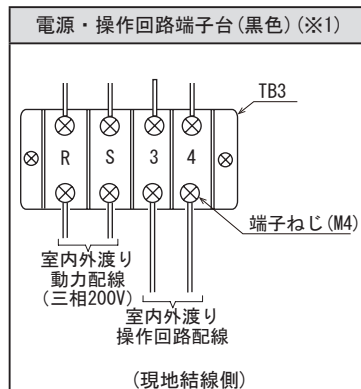 電源・操作回路端子台(黒色)(※1)
TB3
R S 3 4
端子ねじ(M4)
室内外渡り
動力配線
(三相200V)
室内外渡り
操作回路配線
(現地結線側)